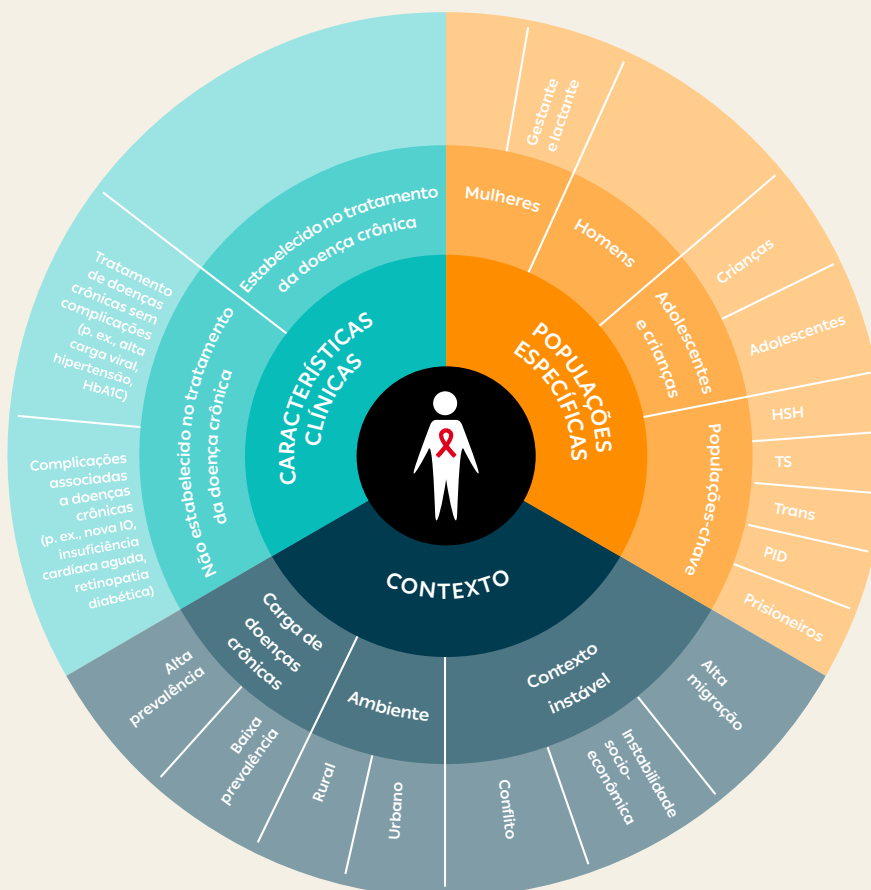 CARACTERÍSTICAS
CLÍNICAS
Estabelecido no tratamento
da doença crônica
Não estabelecido no tratamento
da doença crônica
Tratamento
de doenças
crônicas sem
complicações
(p. ex., alta
carga viral,
hipertensão,
HbA1C)
Complicações
associadas
a doenças
crônicas
(p. ex., nova IO,
insuficiência
cardíaca aguda,
retinopatia
diabética)
POPULAÇÕES
ESPECÍFICAS
Mulheres
Gestante
e lactante
Homens
Adolescentes
e crianças
Crianças
Adolescentes
Populações-chave
HSH
TS
Trans
PID
Prisioneiros
CONTEXTO
Carga de
doenças
crônicas
Alta
prevalência
Baixa
prevalência
Ambiente
Rural
Urbano
Contexto
instável
Conflito
Instabilidade
socio-
econômica
Alta
migração